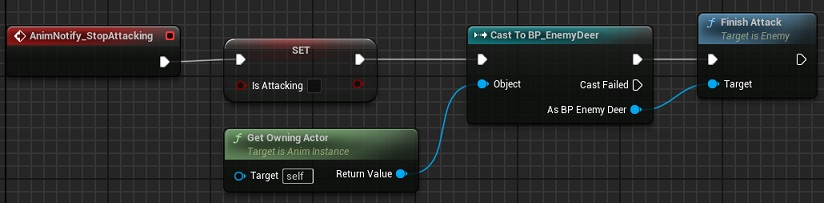 AnimNotify_StopAttacking
SET
Is Attacking
Cast To BP_EnemyDeer
Object
Cast Failed
As BP Enemy Deer
f Finish Attack
Target is Enemy
Target
f Get Owning Actor
Target is Anim Instance
Target self Return Value